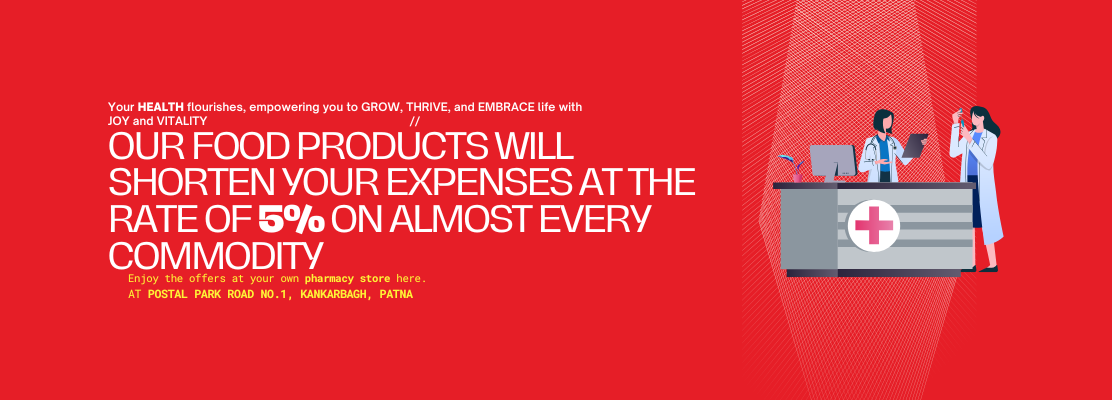 Your HEALTH flourishes, empowering you to GROW, THRIVE, and EMBRACE life with
JOY and VITALITY //
OUR FOOD PRODUCTS WILL
SHORTEN YOUR EXPENSES AT THE
RATE OF 5% ON ALMOST EVERY
COMMODITY
Enjoy the offers at your own pharmacy store here.
AT POSTAL PARK ROAD NO.1, KANKARBAGH, PATNA